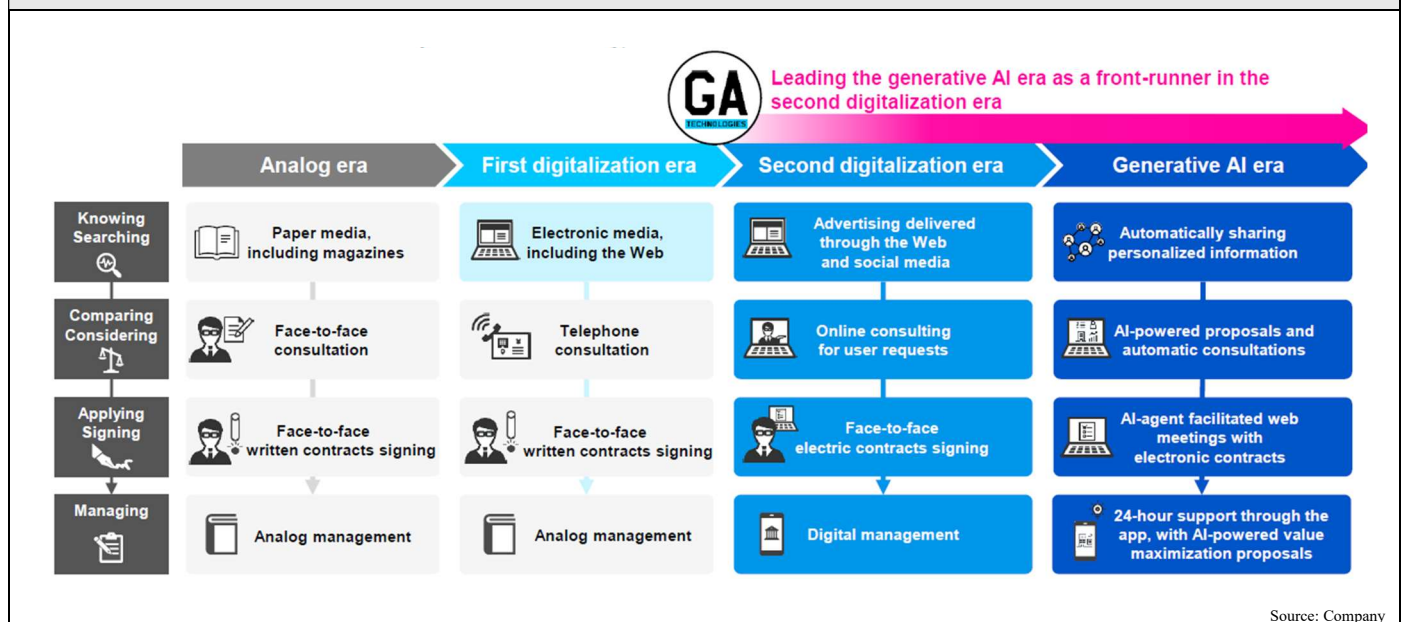 GA
TECHNOLOGIES
Leading the generative AI era as a front-runner in the
second digitalization era
Analog era
First digitalization era
Second digitalization era
Generative AI era
Knowing
Searching
Paper media,
including magazines
Electronic media,
including the Web
Advertising delivered
through the Web
and social media
Automatically sharing
personalized information
Comparing
Considering
Face-to-face
consultation
Telephone
consultation
Online consulting
for user requests
AI-powered proposals and
automatic consultations
Applying
Signing
Face-to-face
written contracts signing
Face-to-face
written contracts signing
Face-to-face
electric contracts signing
AI-agent facilitated web
meetings with
electronic contracts
Managing
Analog management
Analog management
Digital management
24-hour support through the
app, with AI-powered value
maximization proposals
Source: Company